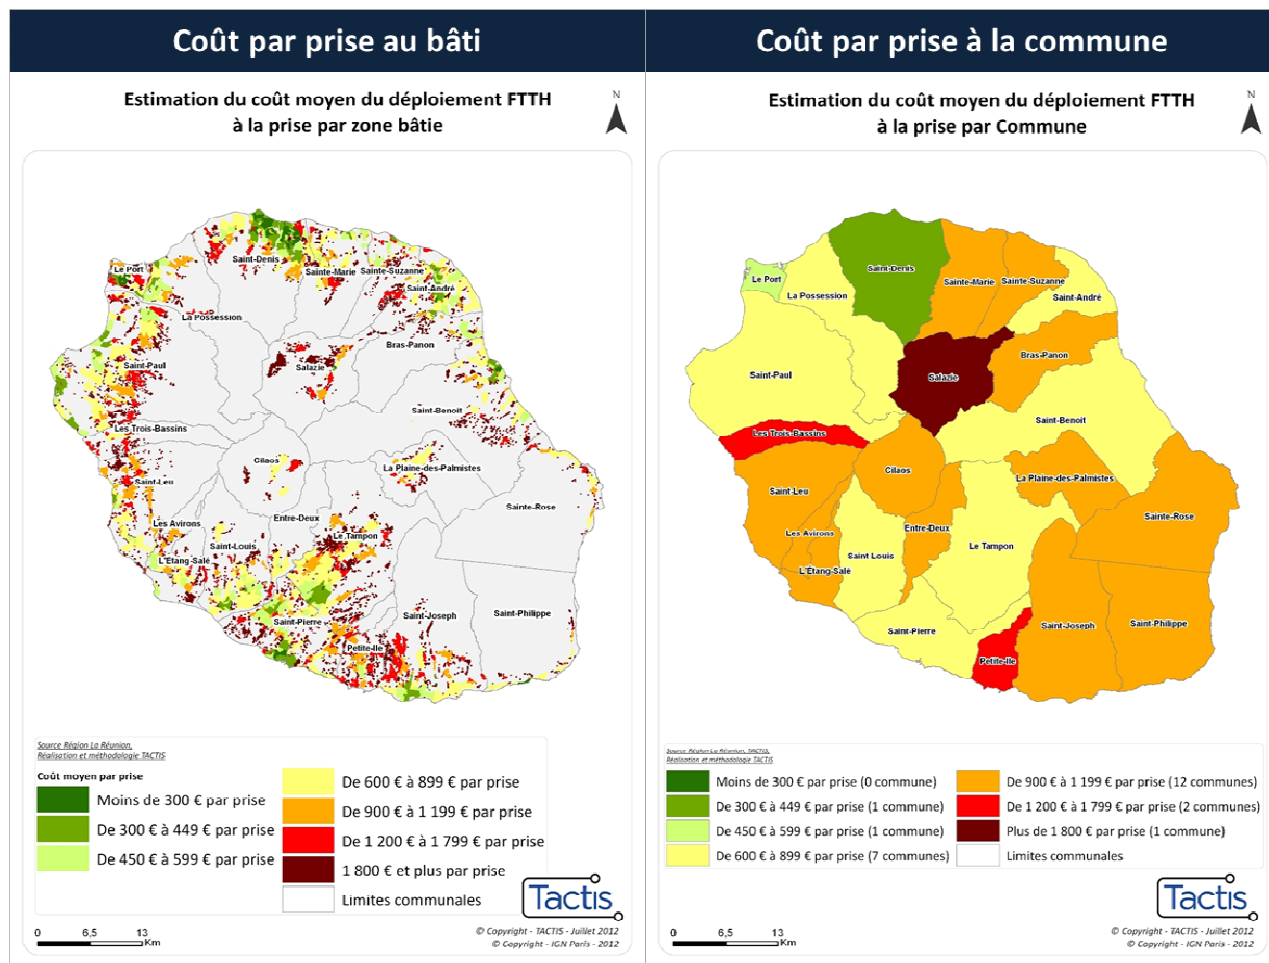 Coût par prise au bâti
Estimation du coût moyen du déploiement FTTH
à la prise par zone bâtie
N
Le Port
Saint-Denis
Sainte-Marie
Sainte-Suzanne
Saint-André
La Possession
Bras-Panon
Saint-Paul
Salazie
Saint-Benoit
Les Trois-Bassins
Cilaos
La Plaine-des-Palmistes
Saint-Leu
Sainte-Rose
Les Avirons
Entre-Deux
Le Tampon
Saint-Louis
L'Étang-Salé
Saint-Pierre
Saint-Joseph
Saint-Philippe
Petite-Ile
Source Région La Réunion,
Réalisation et méthodologie TACTIS
Coût moyen par prise
Moins de 300 € par prise
De 300 € à 449 € par prise
De 450 € à 599 € par prise
De 600 € à 899 € par prise
De 900 € à 1 199 € par prise
De 1 200 € à 1 799 € par prise
1 800 € et plus par prise
Limites communales
Tactis
0 6,5 13
Km
© Copyright - TACTIS - Juillet 2012
© Copyright - IGN Paris - 2012
Coût par prise à la commune
Estimation du coût moyen du déploiement FTTH
à la prise par Commune
N
Saint-Denis
Le Port
La Possession
Sainte-Marie
Sainte-Suzanne
Saint-André
Bras-Panon
Saint-Paul
Salazie
Saint-Benoit
Les Trois-Bassins
Cilaos
La Plaine-des-Palmistes
Saint-Leu
Sainte-Rose
Les Avirons
Entre-Deux
Le Tampon
Saint Louis
L'Étang-Salé
Saint-Pierre
Saint-Joseph
Saint-Philippe
Petite-Ile
Source Région La Réunion, TACTIS,
Réalisation et méthodologie TACTIS
Moins de 300 € par prise (0 commune)
De 300 € à 449 € par prise (1 commune)
De 450 € à 599 € par prise (1 commune)
De 600 € à 899 € par prise (7 communes)
De 900 € à 1 199 € par prise (12 communes)
De 1 200 € à 1 799 € par prise (2 communes)
Plus de 1 800 € par prise (1 commune)
Limites communales
Tactis
0 6,5 13
Km
© Copyright - TACTIS - Juillet 2012
© Copyright - IGN Paris - 2012